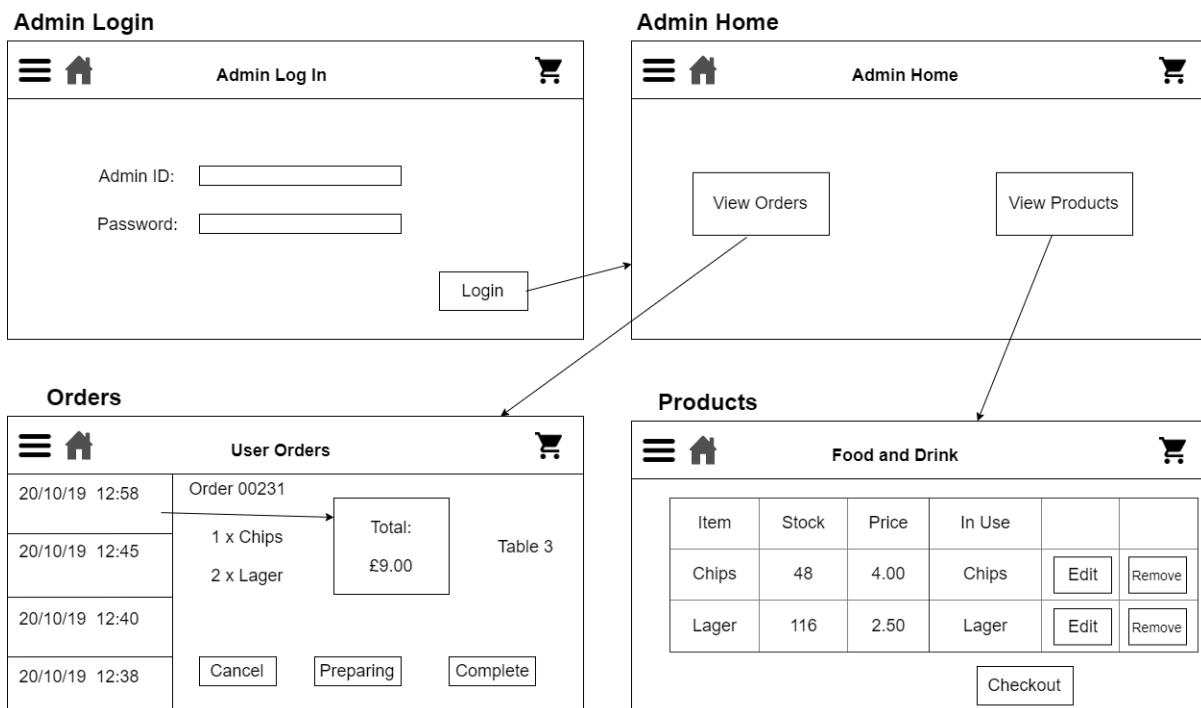 Admin Login
Admin Log In
Admin ID:
Password:
Login
Admin Home
Admin Home
View Orders
View Products
Orders
User Orders
20/10/19 12:58
20/10/19 12:45
20/10/19 12:40
20/10/19 12:38
Order 00231
1 x Chips
2 x Lager
Total:
£9.00
Table 3
Cancel
Preparing
Complete
Products
Food and Drink
Item Stock Price In Use
Chips 48 4.00 Chips Edit Remove
Lager 116 2.50 Lager Edit Remove
Checkout